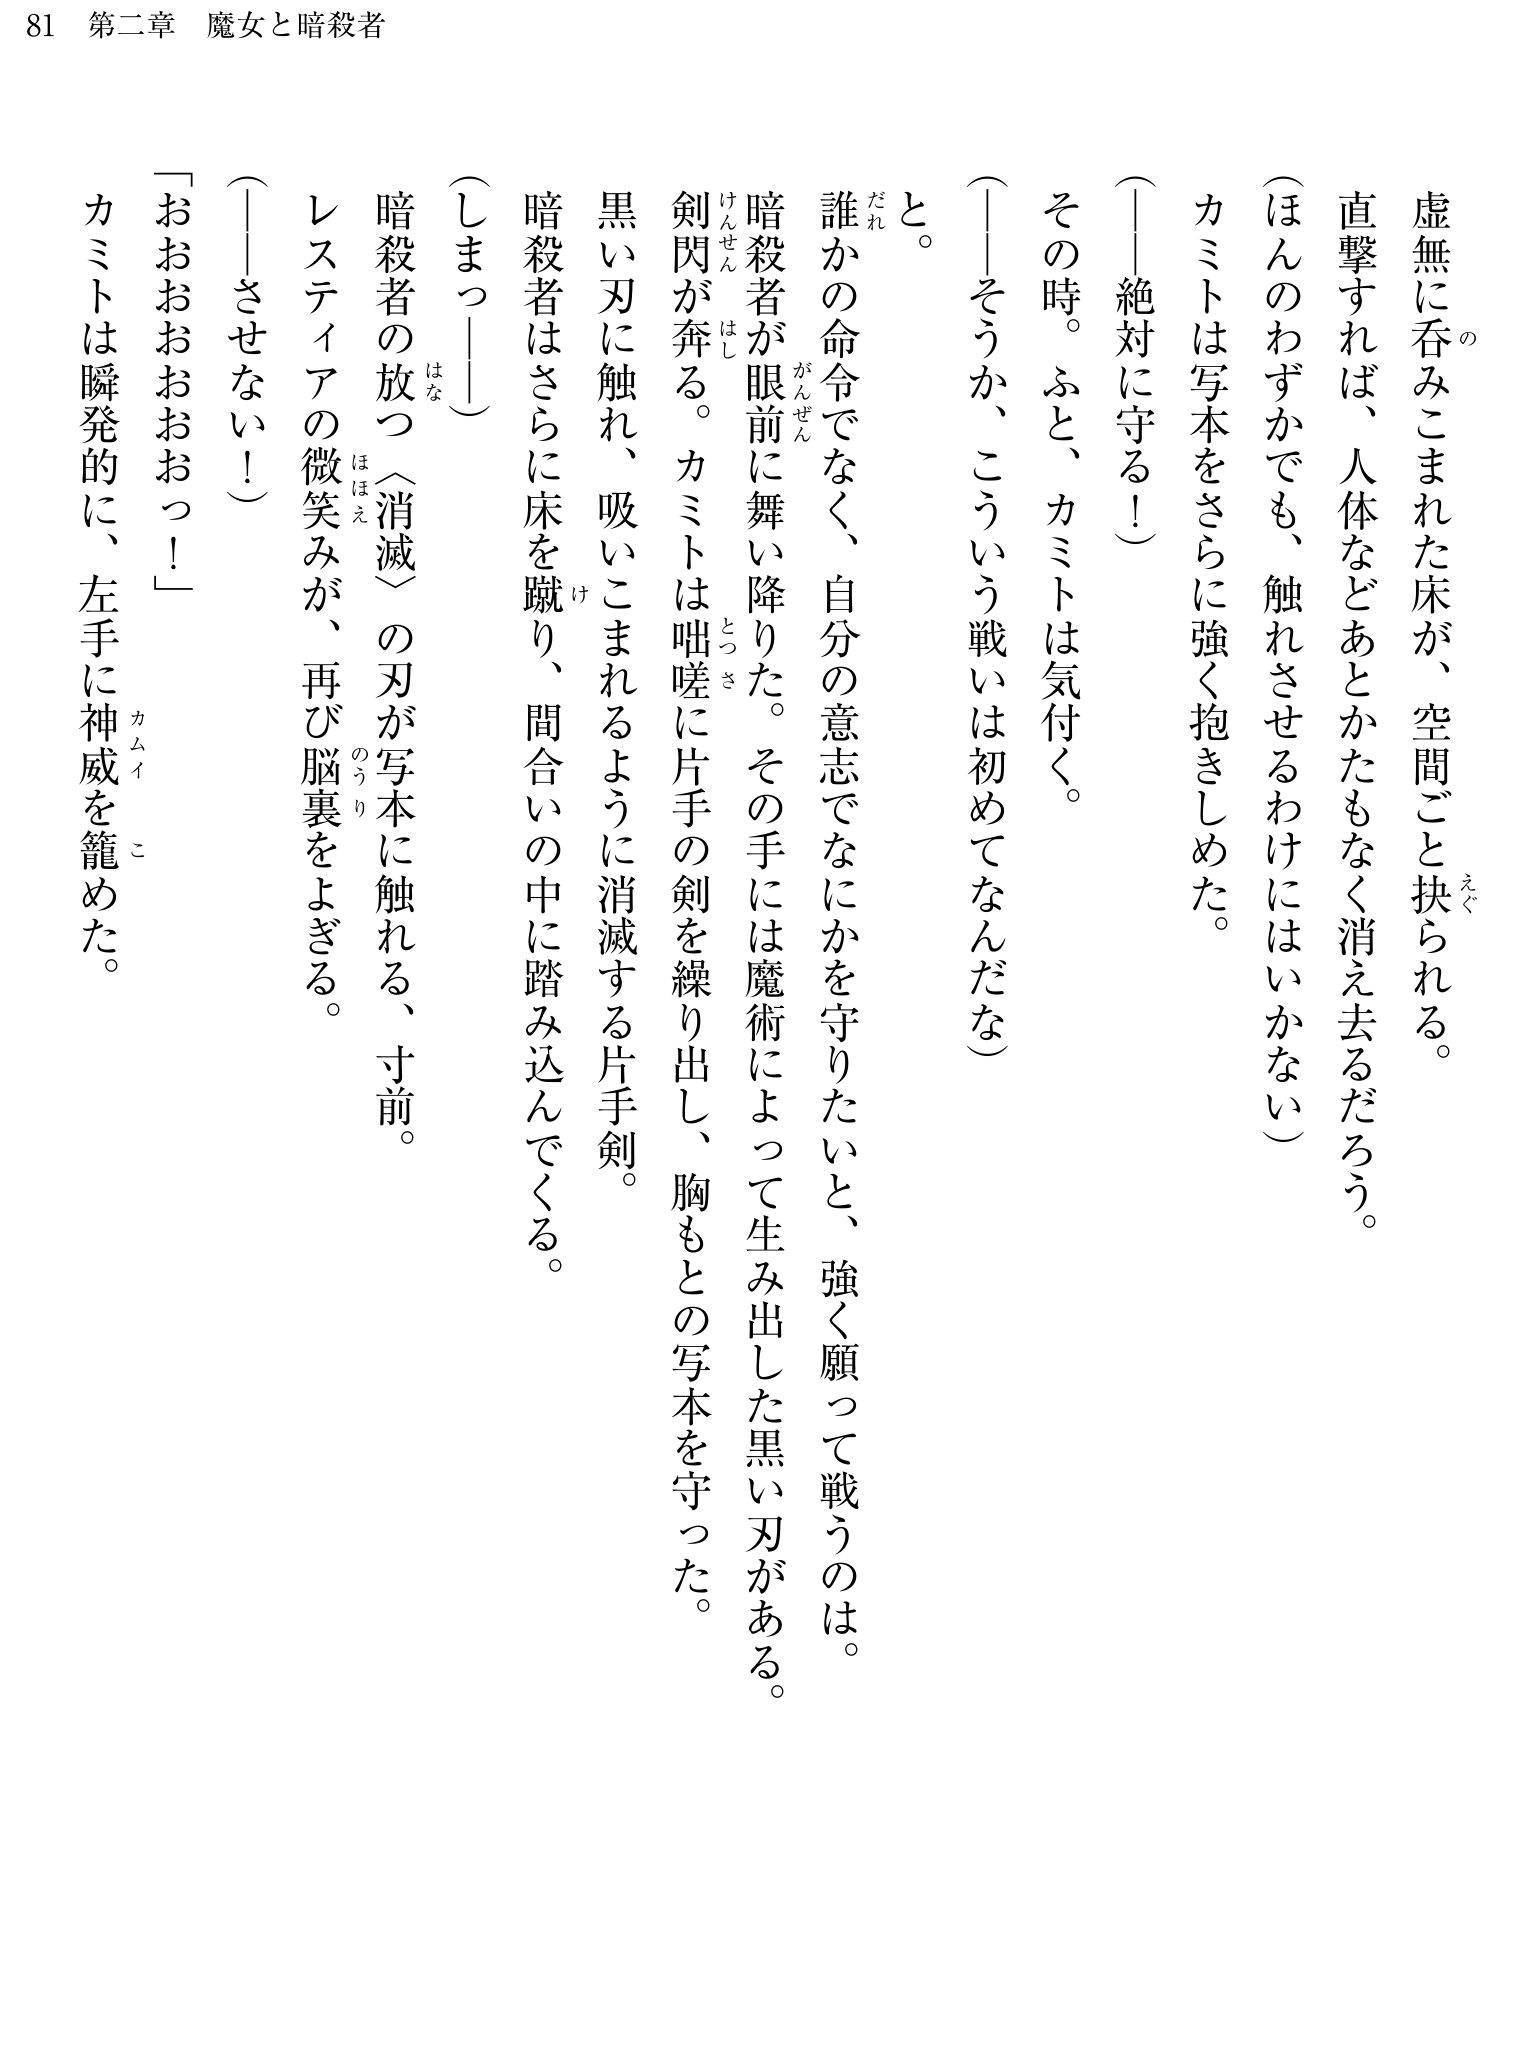 81　第二章　魔女と暗殺者
　虚無に呑みこまれた床が、空間ごと抉られる。
　直撃すれば、人体などあとかたもなく消え去るだろう。
（ほんのわずかでも、触れさせるわけにはいかない）
　カミトは写本をさらに強く抱きしめた。
（――絶対に守る！）
　その時。ふと、カミトは気付く。
（――そうか、こういう戦いは初めてなんだな）
　と。
　誰かの命令でなく、自分の意志でなにかを守りたいと、強く願って戦うのは。
　暗殺者が眼前に舞い降りた。その手には魔術によって生み出した黒い刃がある。
　剣閃が奔る。カミトは咄嗟に片手の剣を繰り出し、胸もとの写本を守った。
　黒い刃に触れ、吸いこまれるように消滅する片手剣。
　暗殺者はさらに床を蹴り、間合いの中に踏み込んでくる。
（しまっ――）
　暗殺者の放つ〈消滅〉の刃が写本に触れる、寸前。
　レスティアの微笑みが、再び脳裏をよぎる。
（――させない！）
「おおおおおおおっ！」
　カミトは瞬発的に、左手に神威を籠めた。